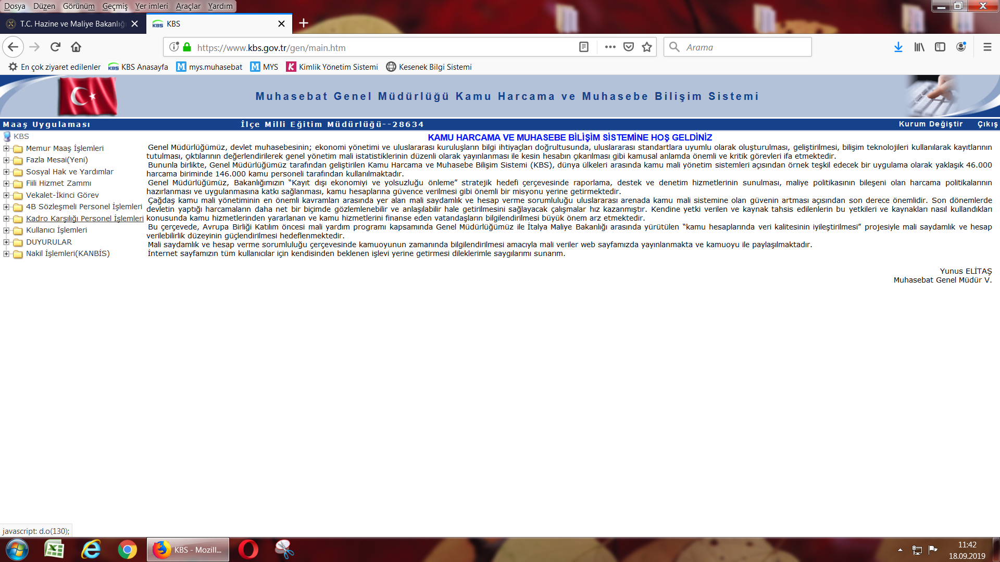 Dosya Düzen Görünüm Geçmiş Yer imleri Araçlar Yardım
T.C. Hazine ve Maliye Bakanlığı
KBS
https://www.kbs.gov.tr/gen/main.htm
Arama
En çok ziyaret edilenler KBS Anasayfa mys.muhasebat MYS Kimlik Yönetim Sistemi Kesenek Bilgi Sistemi
Muhasebat Genel Müdürlüğü Kamu Harcama ve Muhasebe Bilişim Sistemi
Maaş Uygulaması İlçe Milli Eğitim Müdürlüğü--28634 Kurum Değiştir Çıkış
KBS
Memur Maaş İşlemleri
Fazla Mesai(Yeni)
Sosyal Hak ve Yardımlar
Fiili Hizmet Zammı
Vekalet-İkinci Görev
4B Sözleşmeli Personel İşlemleri
Kadro Karşılığı Personel İşlemleri
Kullanıcı İşlemleri
DUYURULAR
Nakil İşlemleri(KANBİS)
KAMU HARCAMA VE MUHASEBE BİLİŞİM SİSTEMİNE HOŞ GELDİNİZ
Genel Müdürlüğümüz, devlet muhasebesinin; ekonomi yönetimi ve uluslararası kuruluşların bilgi ihtiyaçları doğrultusunda, uluslararası standartlara uyumlu olarak oluşturulması, geliştirilmesi, bilişim teknolojileri kullanılarak kayıtlarının
tutulması, çıktılarının değerlendirilerek genel yönetim mali istatistiklerinin düzenli olarak yayınlanması ile kesin hesabın çıkarılması gibi kamusal anlamda önemli ve kritik görevleri ifa etmektedir.
Bununla birlikte, Genel Müdürlüğümüz tarafından geliştirilen Kamu Harcama ve Muhasebe Bilişim Sistemi (KBS), dünya ülkeleri arasında kamu mali yönetim sistemleri açısından örnek teşkil edecek bir uygulama olarak yaklaşık 46.000
harcama biriminde 146.000 kamu personeli tarafından kullanılmaktadır.
Genel Müdürlüğümüz, Bakanlığımızın “Kayıt dışı ekonomiyi ve yolsuzluğu önleme” stratejik hedefi çerçevesinde raporlama, destek ve denetim hizmetlerinin sunulması, maliye politikasının bileşeni olan harcama politikalarının
hazırlanması ve uygulanmasına katkı sağlanması, kamu hesaplarına güvence verilmesi gibi önemli bir misyonu yerine getirmektedir.
Çağdaş kamu mali yönetiminin en önemli kavramları arasında yer alan mali saydamlık ve hesap verme sorumluluğu uluslararası arenada kamu mali sistemine olan güvenin artması açısından son derece önemlidir. Son dönemlerde
devletin yaptığı harcamaların daha net bir biçimde gözlemlenebilir ve anlaşılabilir hale getirilmesini sağlayacak çalışmalar hız kazanmıştır. Kendine yetki verilen ve kaynak tahsis edilenlerin bu yetkileri ve kaynakları nasıl kullandıkları
konusunda kamu hizmetlerinden yararlanan ve kamu hizmetlerini finanse eden vatandaşların bilgilendirilmesi büyük önem arz etmektedir.
Bu çerçevede, Avrupa Birliği Katılım öncesi mali yardım programı kapsamında Genel Müdürlüğümüz ile İtalya Maliye Bakanlığı arasında yürütülen “kamu hesaplarında veri kalitesinin iyileştirilmesi” projesiyle mali saydamlık ve hesap
verilebilirlik düzeyinin güçlendirilmesi hedeflenmektedir.
Mali saydamlık ve hesap verme sorumluluğu çerçevesinde kamuoyunun zamanında bilgilendirilmesi amacıyla mali veriler web sayfamızda yayınlanmakta ve kamuoyu ile paylaşılmaktadır.
İnternet sayfamızın tüm kullanıcılar için kendisinden beklenen işlevi yerine getirmesi dileklerimle saygılarımı sunarım.
Yunus ELİTAŞ
Muhasebat Genel Müdür V.
javascript: d.o(130);
KBS - Mozill...
11:42
18.09.2019